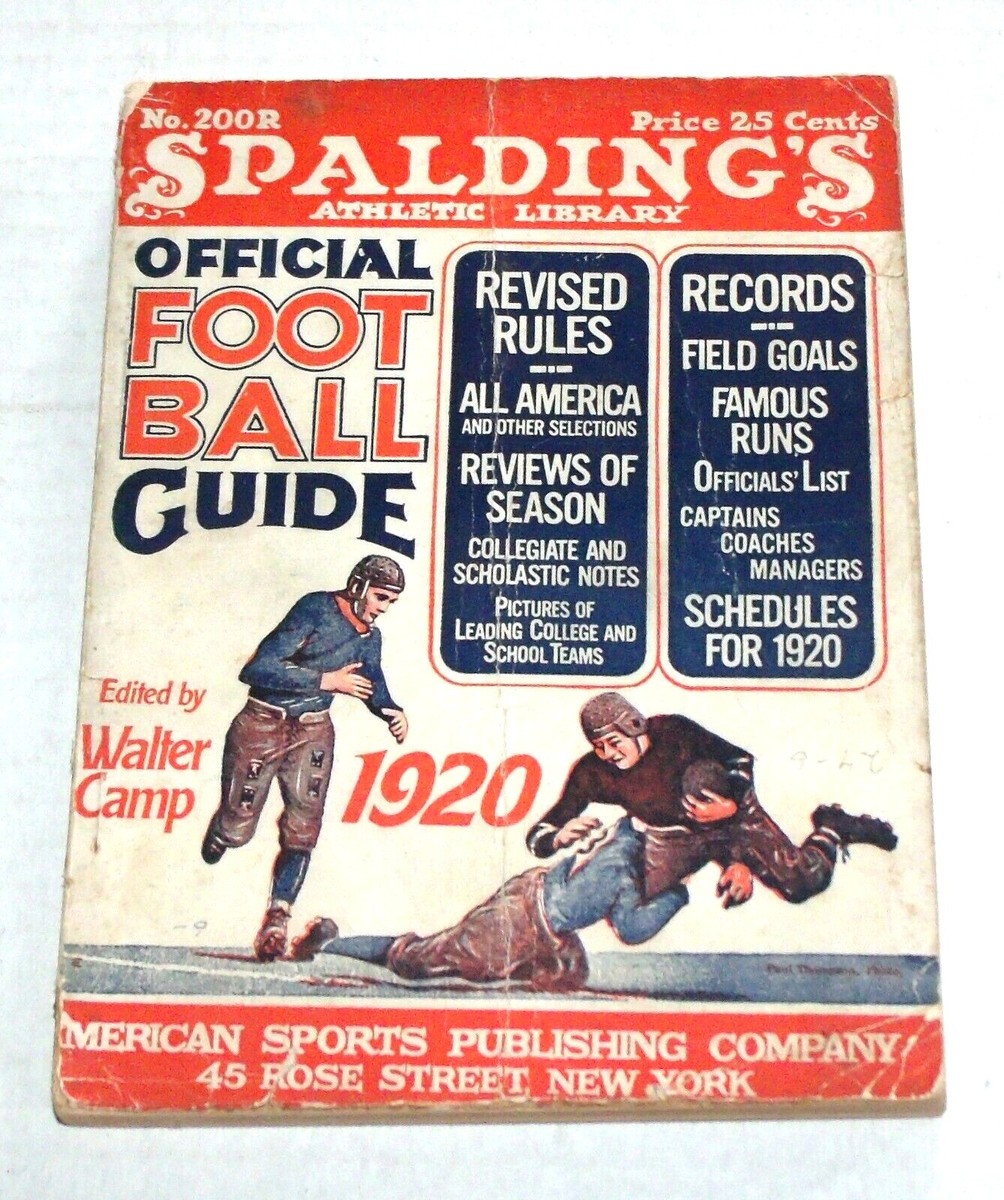 No. 200R Price 25 Cents
SPALDING'S
ATHLETIC LIBRARY
OFFICIAL
FOOT
BALL
GUIDE
REVISED
RULES
ALL AMERICA
AND OTHER SELECTIONS
REVIEWS OF
SEASON
COLLEGIATE AND
SCHOLASTIC NOTES
PICTURES OF
LEADING COLLEGE AND
SCHOOL TEAMS
RECORDS
FIELD GOALS
FAMOUS
RUNS
OFFICIALS' LIST
CAPTAINS
COACHES
MANAGERS
SCHEDULES
FOR 1920
Edited by
Walter
Camp
1920
Paul Thompson, Photo.
MERICAN SPORTS PUBLISHING COMPANY
45 ROSE STREET, NEW YORK